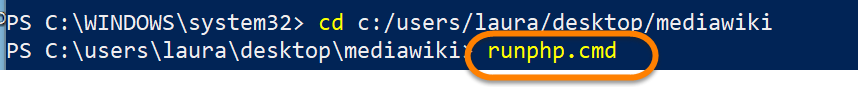 PS C:\WINDOWS\system32> cd c:/users/laura/desktop/mediawiki
PS C:\users\laura\desktop\mediawiki> runphp.cmd